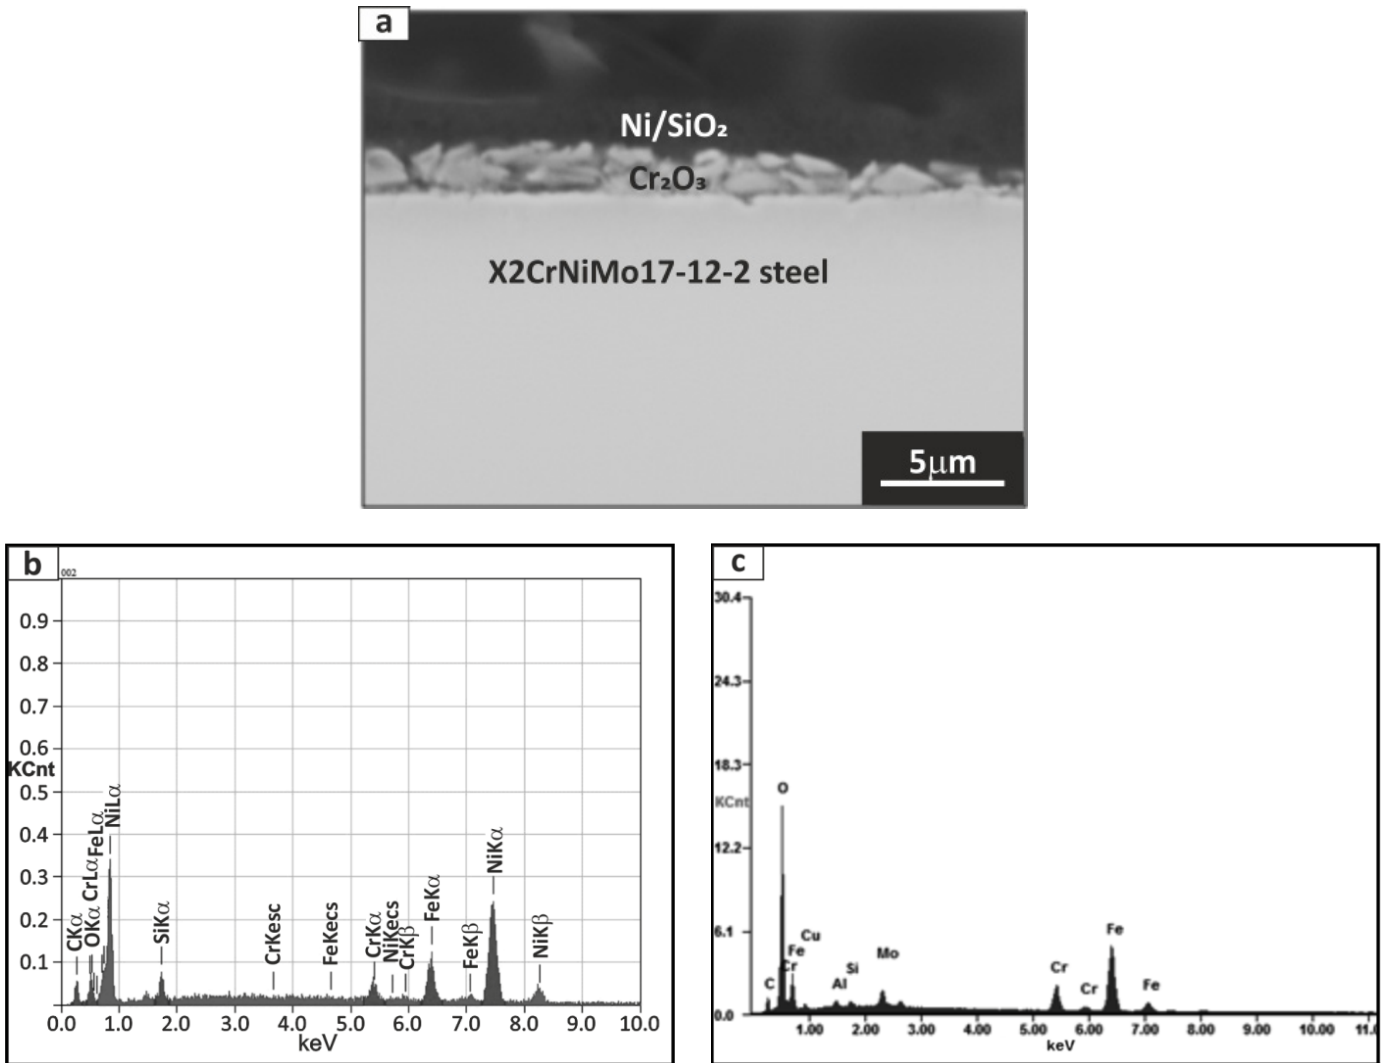 a
Ni/SiO₂
Cr₂O₃
X2CrNiMo17-12-2 steel
5μm
b
002
0.9
0.8
0.7
0.6
KCnt
0.5
0.4
0.3
0.2
0.1
CKα
OKα
CrLα
FeLα
NiLα
SiKα
CrKesc
FeKecs
CrKα
NiKecs
CrKβ
FeKα
FeKβ
NiKα
NiKβ
0.0 1.0 2.0 3.0 4.0 5.0 6.0 7.0 8.0 9.0 10.0
keV
c
30.4
24.3
18.3
KCnt
12.2
6.1
0.0
O
Cu
Fe
Cr
C
Al
Si
Mo
Cr
Cr
Fe
Fe
1.00 2.00 3.00 4.00 5.00 6.00 7.00 8.00 9.00 10.00 11.0
keV